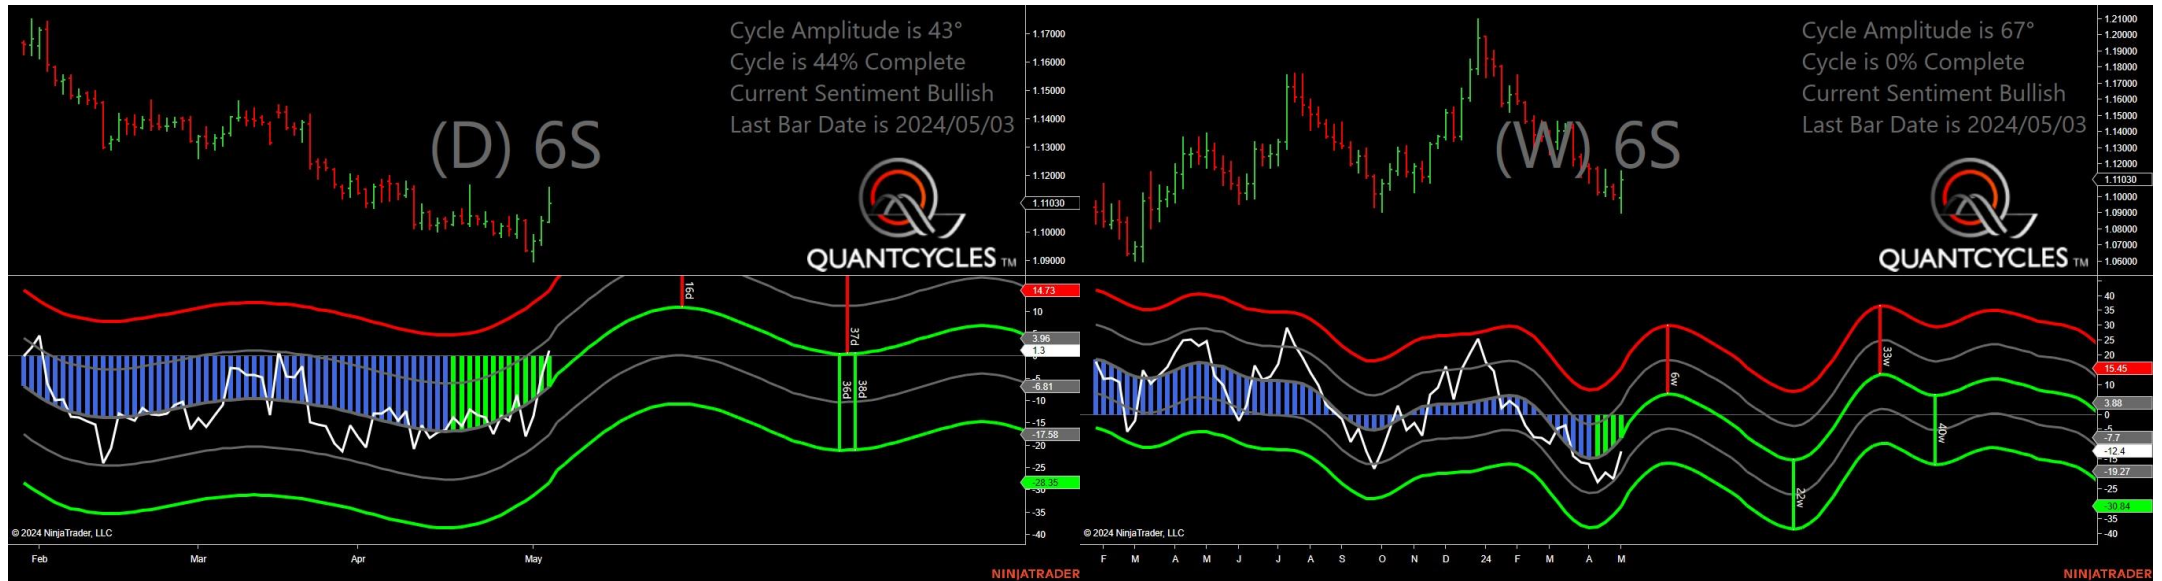 Cycle Amplitude is 43°
Cycle is 44% Complete
Current Sentiment Bullish
Last Bar Date is 2024/05/03
(D) 6S
QUANTCYCLES TM
1.17000
1.16000
1.15000
1.14000
1.13000
1.12000
1.11030
1.10000
1.09000
16d
37d
36d
38d
14.73
10
3.96
1.3
-5
-6.81
-10
-15
-17.58
-20
-25
-28.35
-30
-35
-40
© 2024 NinjaTrader, LLC
Feb
Mar
Apr
May
NINJATRADER
Cycle Amplitude is 67°
Cycle is 0% Complete
Current Sentiment Bullish
Last Bar Date is 2024/05/03
(W) 6S
QUANTCYCLES TM
1.21000
1.20000
1.19000
1.18000
1.17000
1.16000
1.15000
1.14000
1.13000
1.12000
1.11030
1.10000
1.09000
1.08000
1.07000
1.06000
6w
22w
33w
40w
40
35
30
25
20
15.45
10
3.88
0
-5
-7.7
-12.4
-15
-19.27
-25
-30.84
-35
-40
© 2024 NinjaTrader, LLC
F M A M J J A S O N D 24 F M A M
NINJATRADER